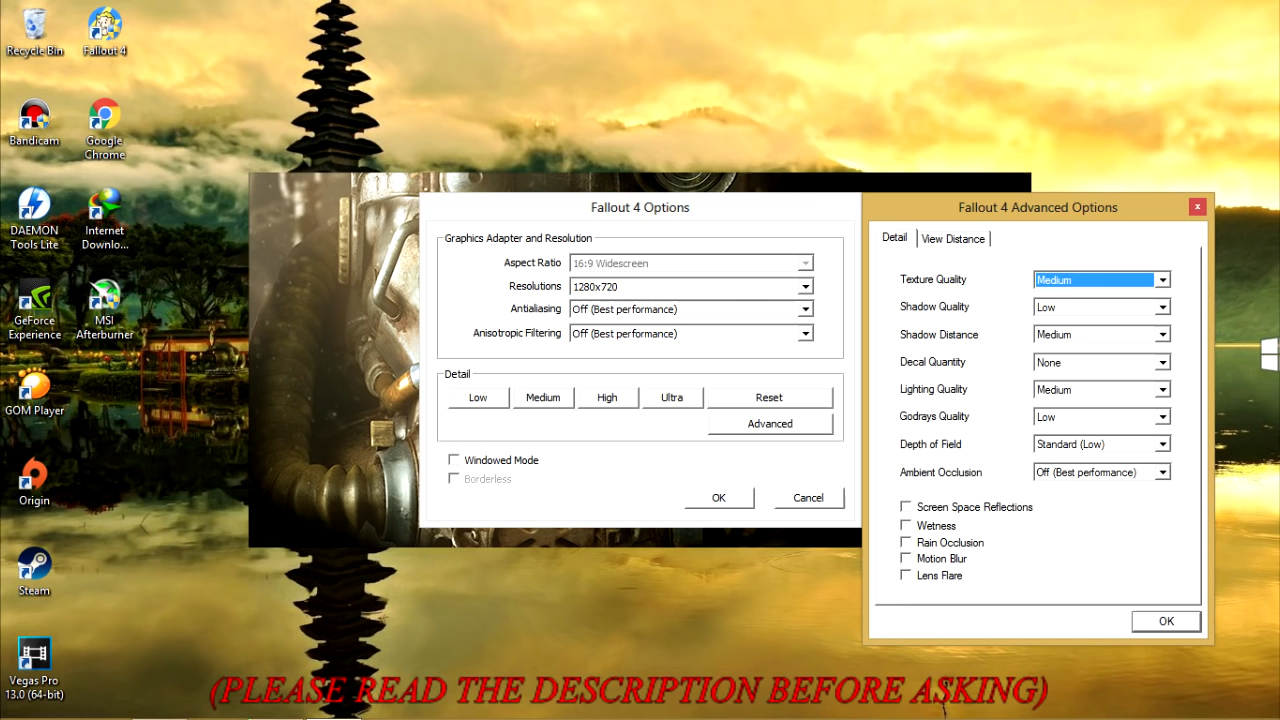 Recycle Bin
Fallout 4
Bandicam
Google
Chrome
DAEMON
Tools Lite
Internet
Downlo...
GeForce
Experience
MSI
Afterburner
GOM Player
Origin
Steam
Vegas Pro
13.0 (64-bit)
Fallout 4 Options
Graphics Adapter and Resolution
Aspect Ratio 16:9 Widescreen
Resolutions 1280x720
Antialiasing Off (Best performance)
Anisotropic Filtering Off (Best performance)
Detail
Low Medium High Ultra Reset
Advanced
Windowed Mode
Borderless
OK Cancel
Fallout 4 Advanced Options
x
Detail View Distance
Texture Quality Medium
Shadow Quality Low
Shadow Distance Medium
Decal Quantity None
Lighting Quality Medium
Godrays Quality Low
Depth of Field Standard (Low)
Ambient Occlusion Off (Best performance)
Screen Space Reflections
Wetness
Rain Occlusion
Motion Blur
Lens Flare
OK
(PLEASE READ THE DESCRIPTION BEFORE ASKING)